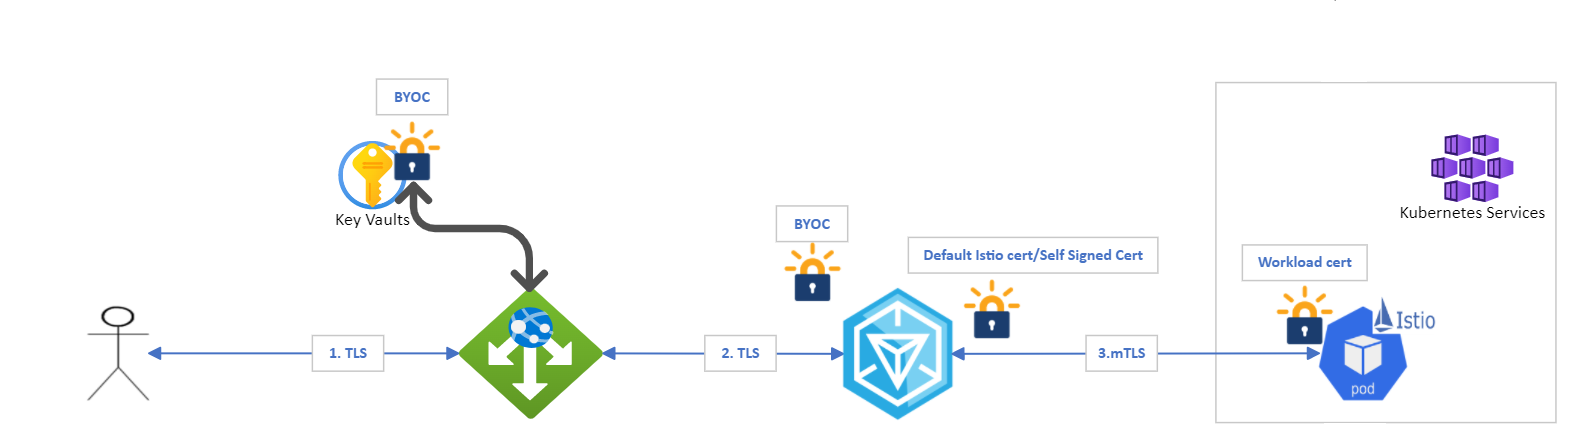 BYOC
Key Vaults
1. TLS
2. TLS
BYOC
Default Istio cert/Self Signed Cert
3.mTLS
Kubernetes Services
Workload cert
Istio
pod